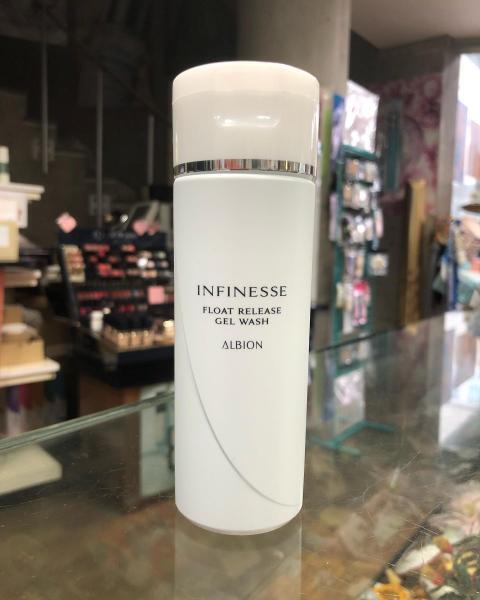 INFINESSE
FLOAT RELEASE
GEL WASH
ALBION